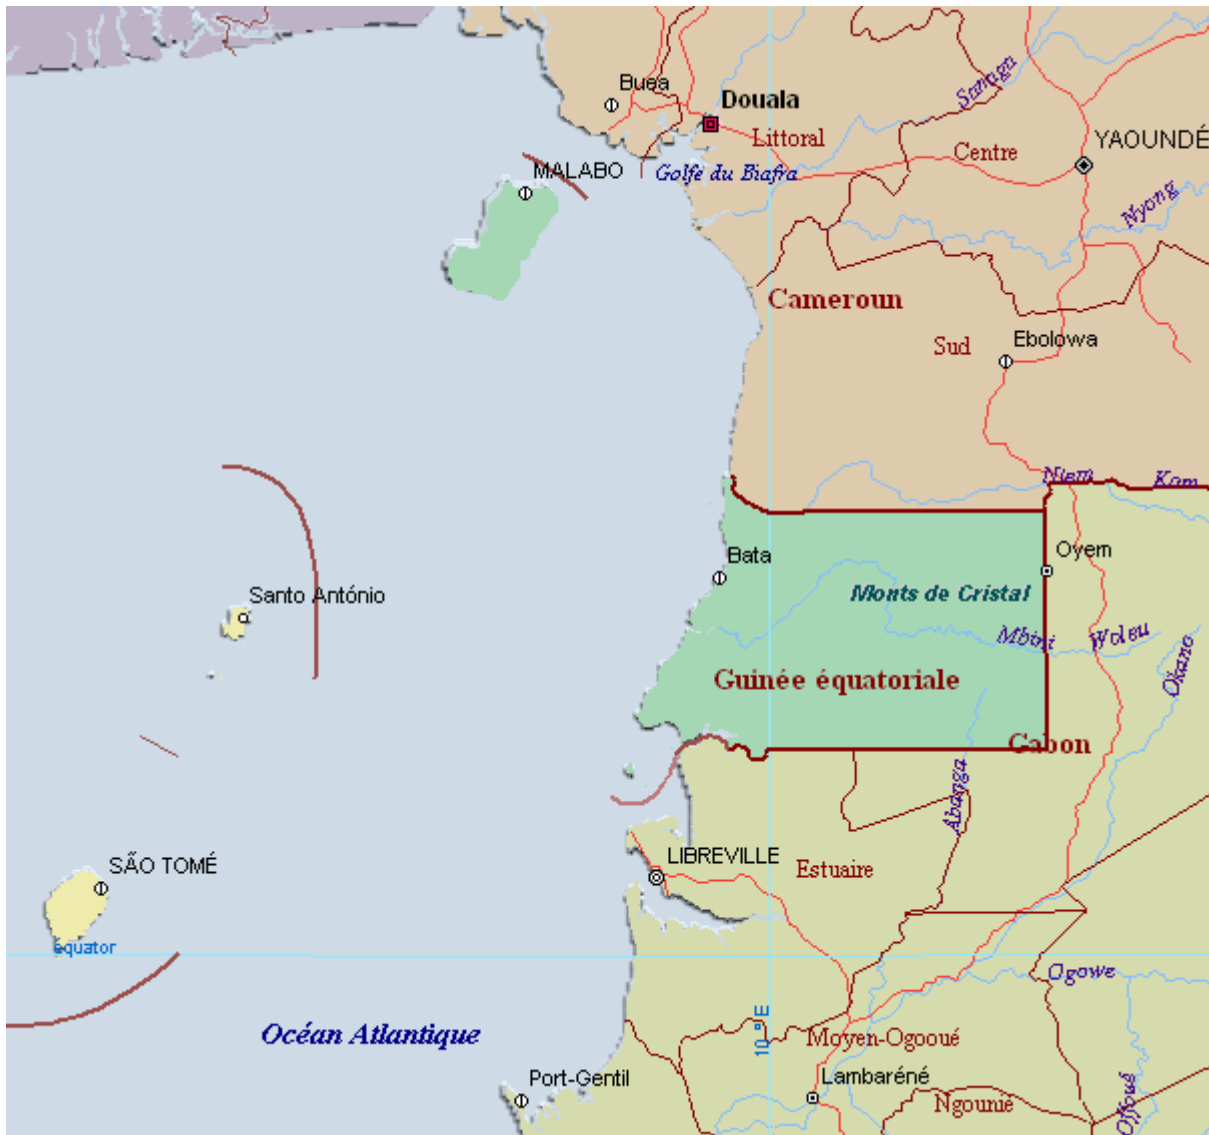 Buea
Douala
Sanaga
Littoral
Centre
YAOUNDÉ
MALABO
Golfe du Biafra
Nyong
Cameroun
Sud
Ebolowa
Niem
Kom
Bata
Oyem
Santo António
Monts de Cristal
Mbini
Woleu
Okano
Guinée équatoriale
Gabon
Abanga
SÃO TOMÉ
LIBREVILLE
Estuaire
équator
Ogowe
Océan Atlantique
10 °E
Moyen-Ogooué
Port-Gentil
Lambaréné
Ngounié
Offoué